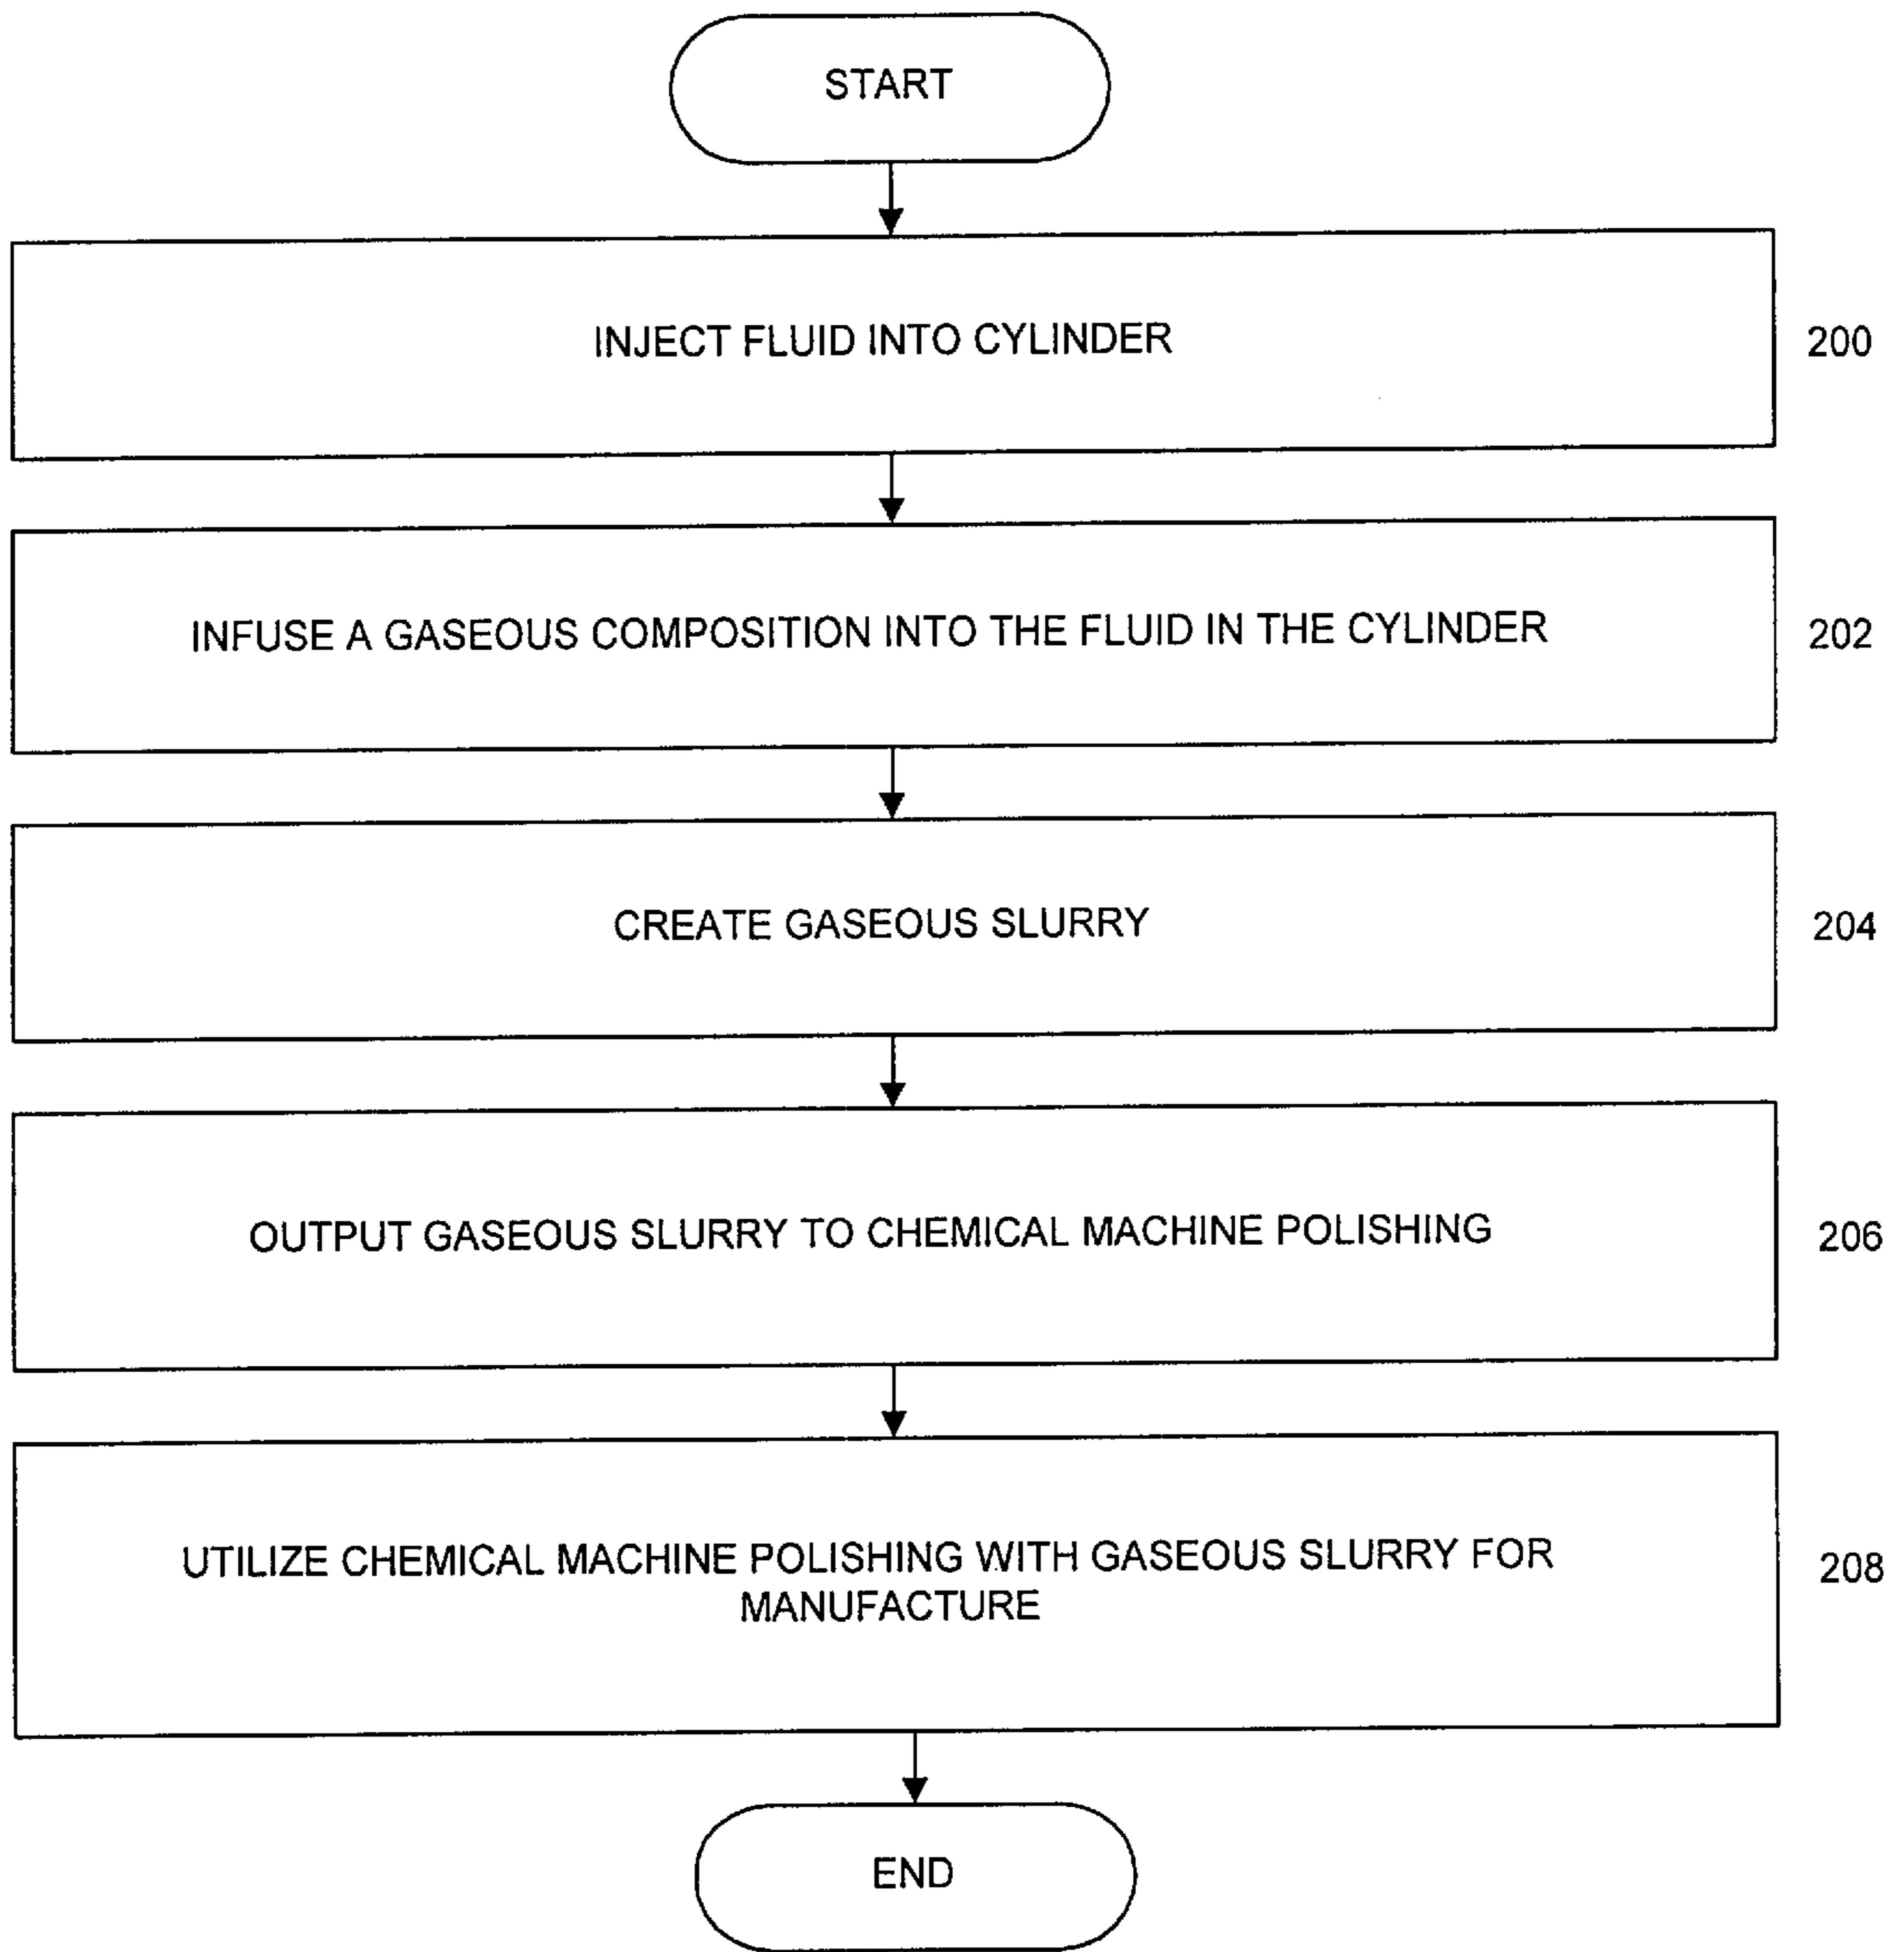 START
INJECT FLUID INTO CYLINDER
200
INFUSE A GASEOUS COMPOSITION INTO THE FLUID IN THE CYLINDER
202
CREATE GASEOUS SLURRY
204
OUTPUT GASEOUS SLURRY TO CHEMICAL MACHINE POLISHING
206
UTILIZE CHEMICAL MACHINE POLISHING WITH GASEOUS SLURRY FOR
MANUFACTURE
208
END